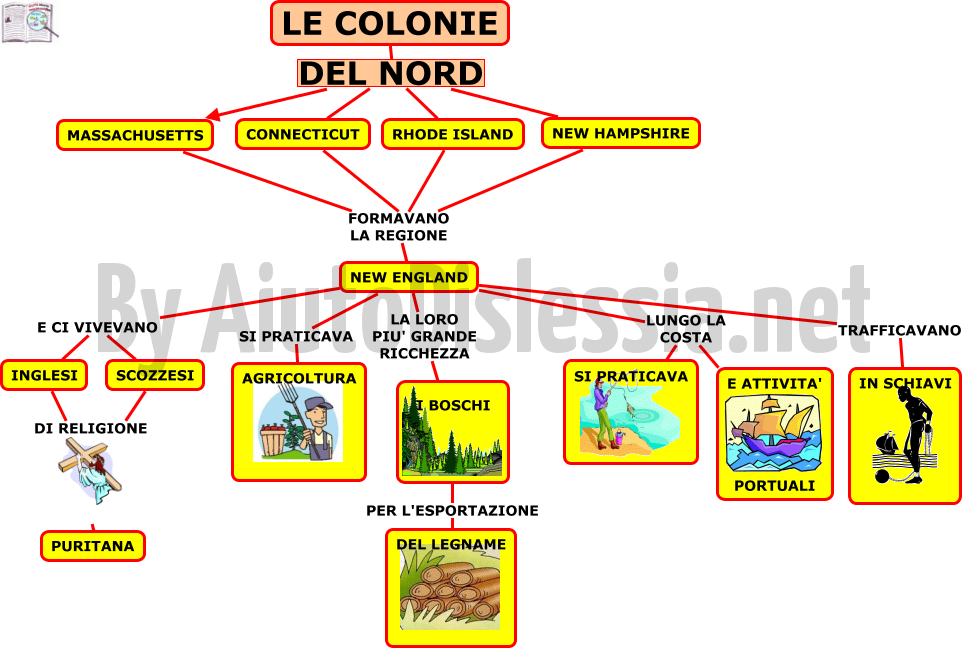 LE COLONIE
DEL NORD
MASSACHUSETTS
CONNECTICUT
RHODE ISLAND
NEW HAMPSHIRE
FORMAVANO
LA REGIONE
NEW ENGLAND
By AiutoDislessia.net
E CI VIVEVANO
INGLESI
SCOZZESI
DI RELIGIONE
PURITANA
SI PRATICAVA
AGRICOLTURA
LA LORO
PIU' GRANDE
RICCHEZZA
I BOSCHI
PER L'ESPORTAZIONE
DEL LEGNAME
LUNGO LA
COSTA
SI PRATICAVA
E ATTIVITA'
PORTUALI
TRAFFICAVANO
IN SCHIAVI